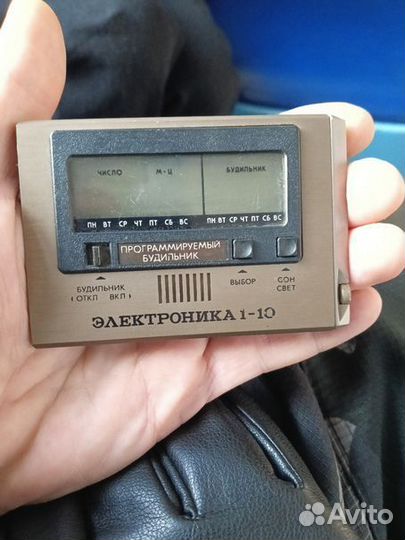 ЧИСЛО М-Ц БУДИЛЬНИК
ПН ВТ СР ЧТ ПТ СБ ВС ПН ВТ СР ЧТ ПТ СБ ВС
ПРОГРАММИРУЕМЫЙ
БУДИЛЬНИК
БУДИЛЬНИК
ОТКЛ ВКЛ
ВЫБОР
СОН
СВЕТ
ЭЛЕКТРОНИКА 1-10
Avito